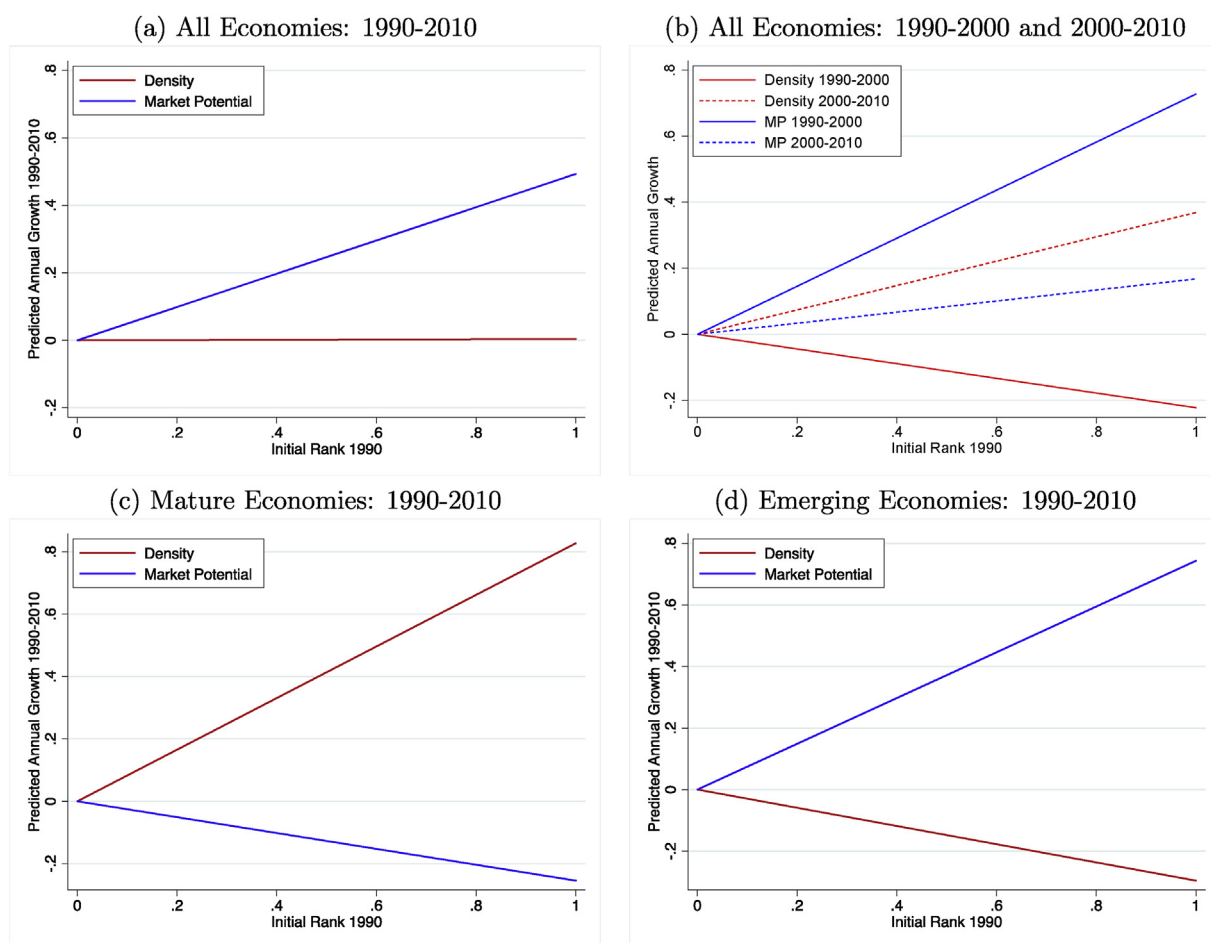 (a) All Economies: 1990-2010
Density
Market Potential
Predicted Annual Growth 1990-2010
.8
.6
.4
.2
0
-.2
0 .2 .4 .6 .8 1
Initial Rank 1990
(b) All Economies: 1990-2000 and 2000-2010
Density 1990-2000
Density 2000-2010
MP 1990-2000
MP 2000-2010
Predicted Annual Growth
.8
.6
.4
.2
0
-.2
0 .2 .4 .6 .8 1
Initial Rank 1990
(c) Mature Economies: 1990-2010
Density
Market Potential
Predicted Annual Growth 1990-2010
.8
.6
.4
.2
0
-.2
0 .2 .4 .6 .8 1
Initial Rank 1990
(d) Emerging Economies: 1990-2010
Density
Market Potential
Predicted Annual Growth 1990-2010
.8
.6
.4
.2
0
-.2
0 .2 .4 .6 .8 1
Initial Rank 1990